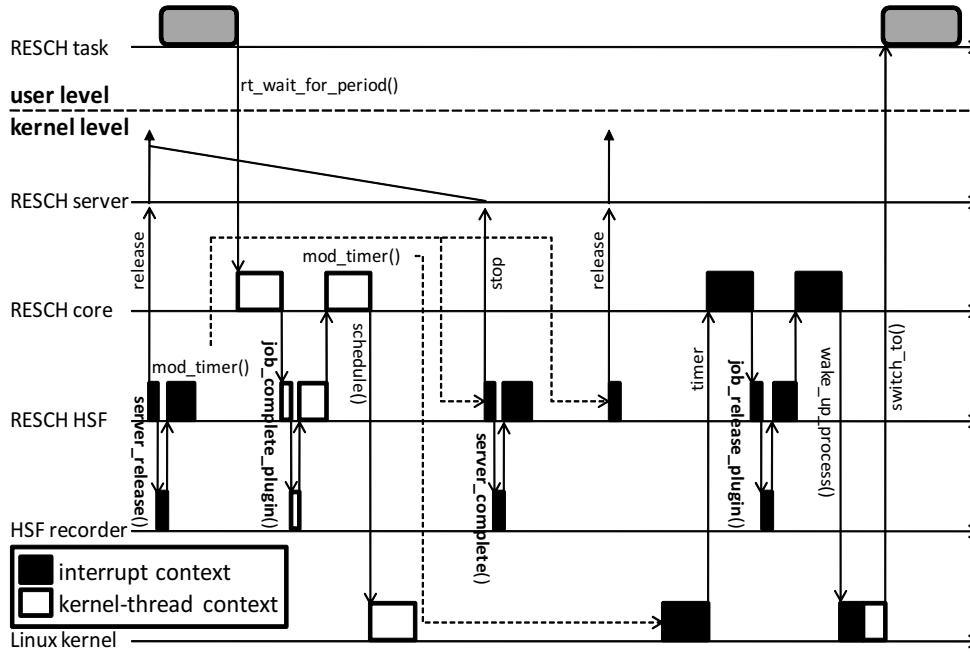 RESCH task
rt_wait_for_period()
user level
kernel level
RESCH server
release
mod_timer()
stop
release
RESCH core
mod_timer()
schedule()
timer
wake_up_process()
switch_to()
RESCH HSF
server_release()
job_complete_plugin()
server_complete()
job_release_plugin()
HSF recorder
interrupt context
kernel-thread context
Linux kernel